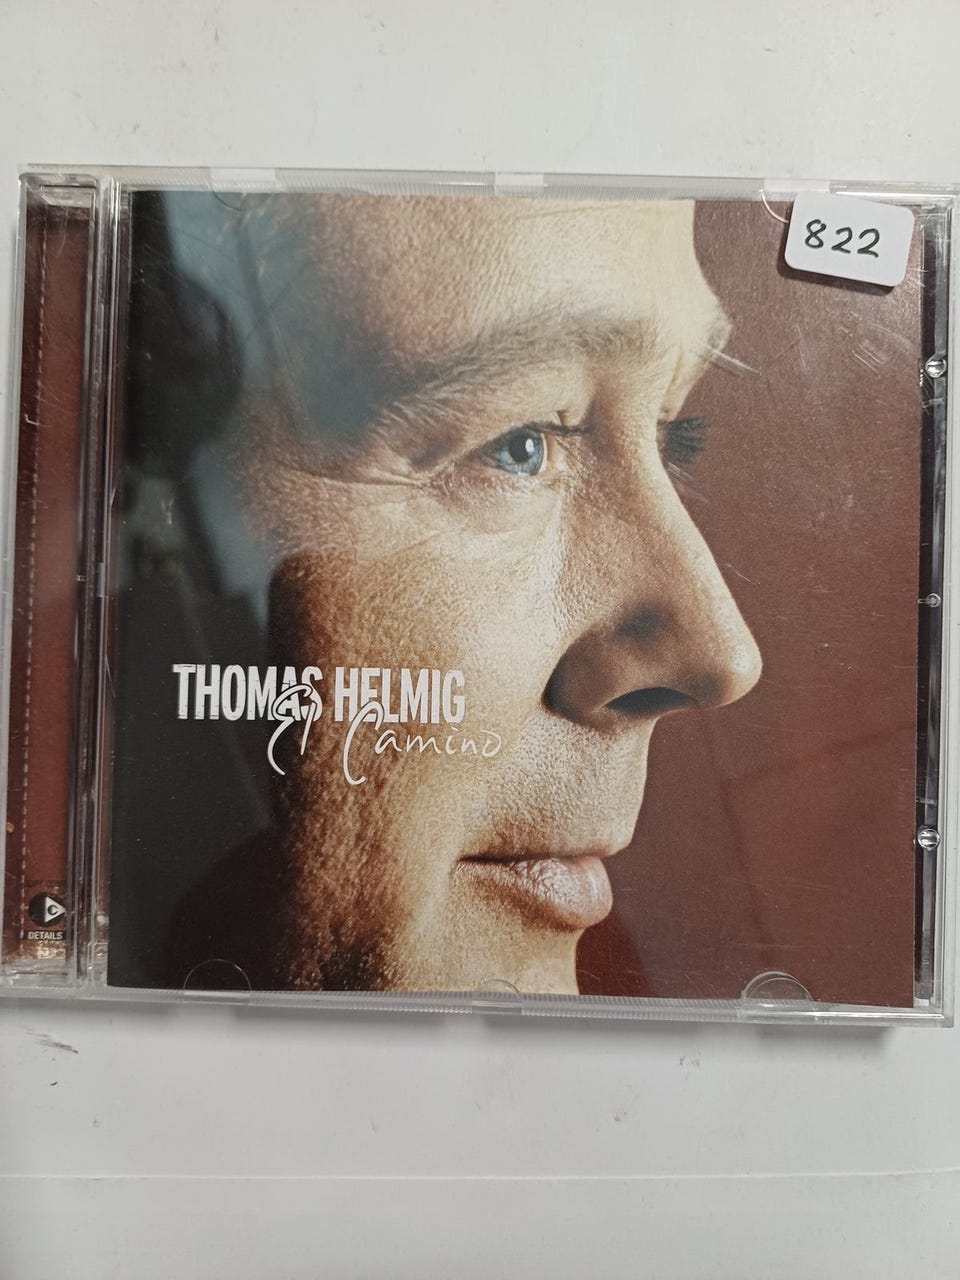 822
THOMAS HELMIG
El Camino
C
DETAILS